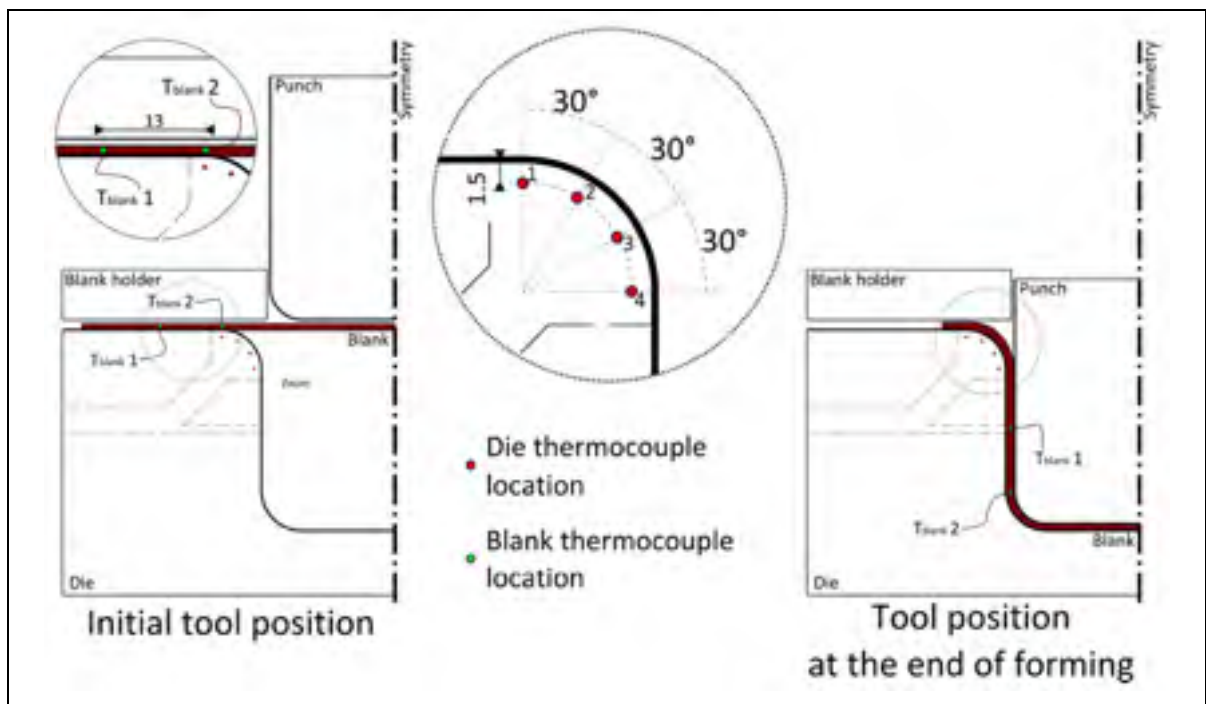 Tblank 2
13
Tblank 1
Punch
Symmetry
Blank holder
Tblank 2
Tblank 1
Blank
Die
Initial tool position
30°
30°
30°
1.5
1
2
3
4
Die thermocouple
location
Blank thermocouple
location
Symmetry
Blank holder
Punch
Tblank 1
Tblank 2
Blank
Die
Tool position
at the end of forming